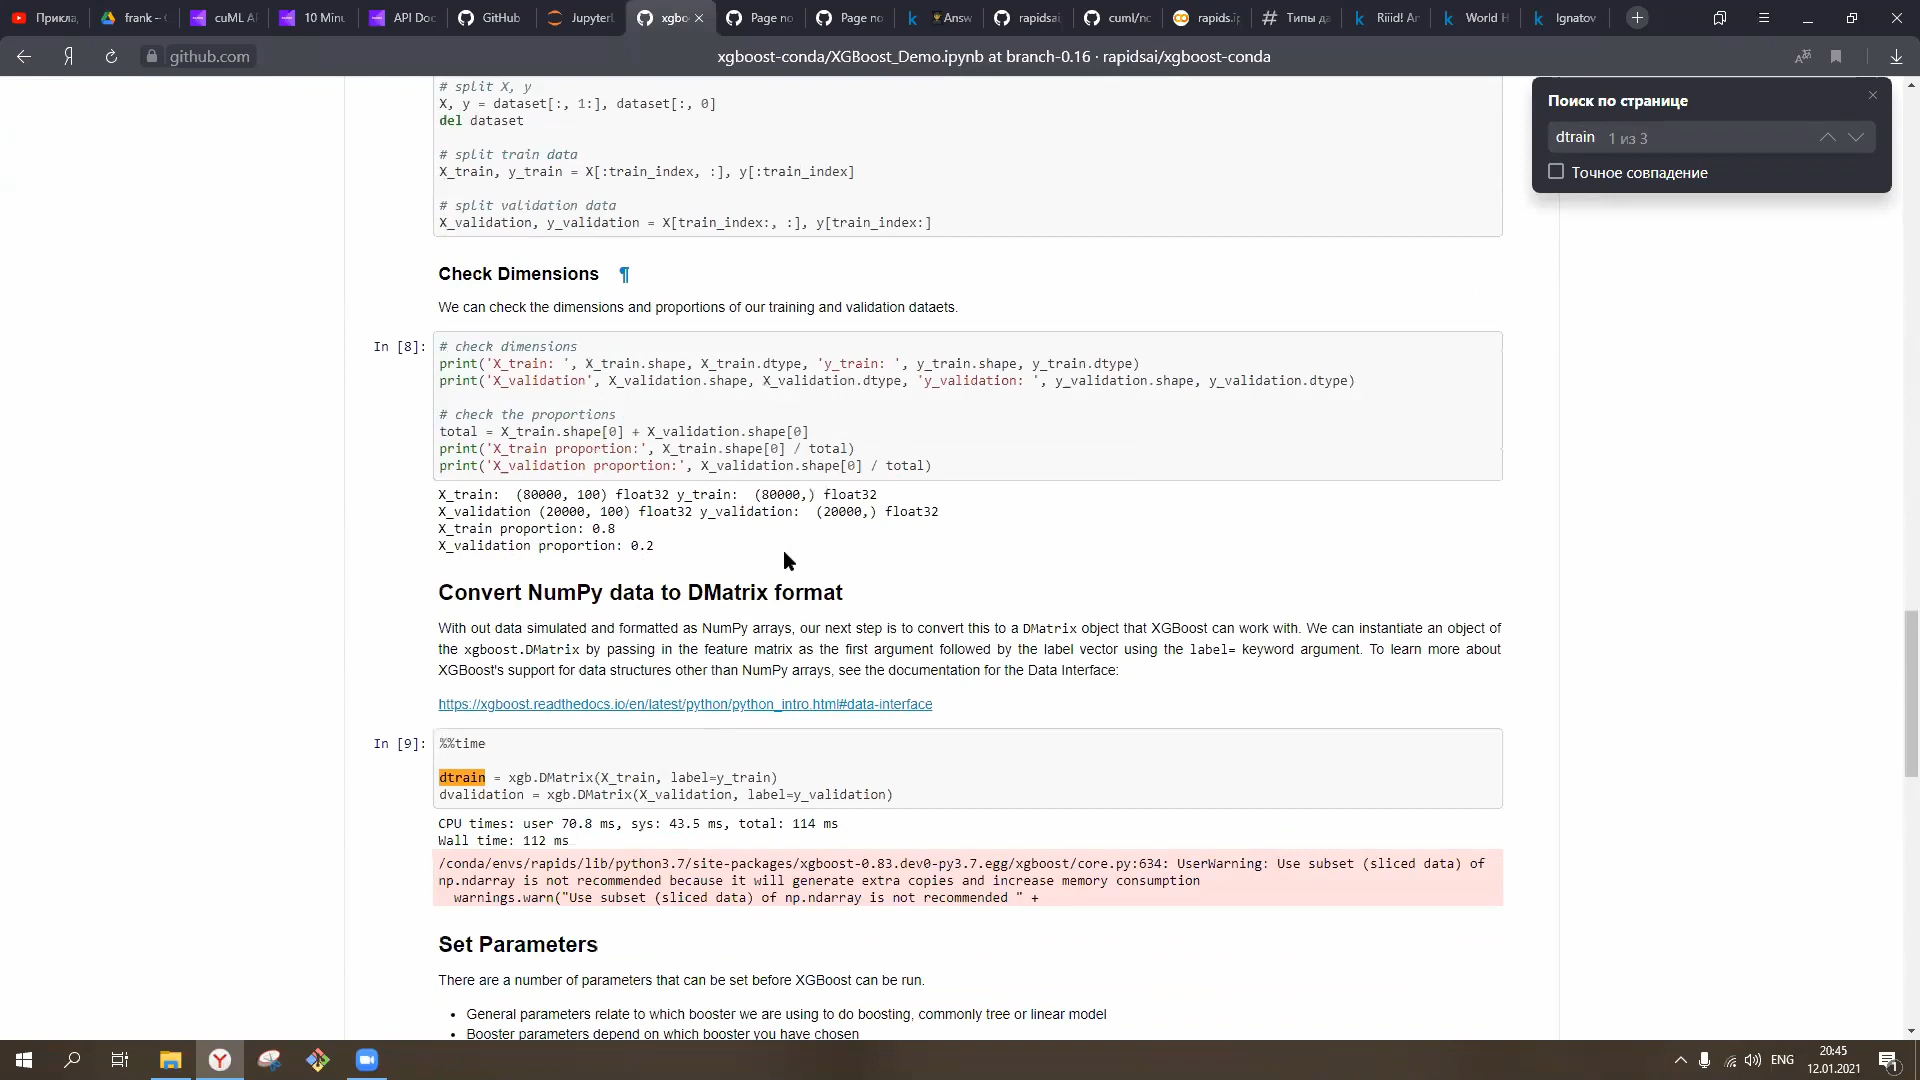 Прикла
frank –
cuML A
10 Minu
API Do
GitHub
Jupyter
xgbo
Page no
Page no
Answ
rapidsai
cuml/no
rapids.i
Типы да
Riiid! Ar
World H
Ignatov
github.com
xgboost-conda/XGBoost_Demo.ipynb at branch-0.16 · rapidsai/xgboost-conda
Поиск по странице
dtrain 1 из 3
Точное совпадение
# split X, y
X, y = dataset[:, 1:], dataset[:, 0]
del dataset
# split train data
X_train, y_train = X[:train_index, :], y[:train_index]
# split validation data
X_validation, y_validation = X[train_index:, :], y[train_index:]
Check Dimensions ¶
We can check the dimensions and proportions of our training and validation dataets.
In [8]:
# check dimensions
print('X_train: ', X_train.shape, X_train.dtype, 'y_train: ', y_train.shape, y_train.dtype)
print('X_validation', X_validation.shape, X_validation.dtype, 'y_validation: ', y_validation.shape, y_validation.dtype)
# check the proportions
total = X_train.shape[0] + X_validation.shape[0]
print('X_train proportion:', X_train.shape[0] / total)
print('X_validation proportion:', X_validation.shape[0] / total)
X_train:  (80000, 100) float32 y_train:  (80000,) float32
X_validation (20000, 100) float32 y_validation:  (20000,) float32
X_train proportion: 0.8
X_validation proportion: 0.2
Convert NumPy data to DMatrix format
With out data simulated and formatted as NumPy arrays, our next step is to convert this to a DMatrix object that XGBoost can work with. We can instantiate an object of
the xgboost.DMatrix by passing in the feature matrix as the first argument followed by the label vector using the label= keyword argument. To learn more about
XGBoost's support for data structures other than NumPy arrays, see the documentation for the Data Interface:
https://xgboost.readthedocs.io/en/latest/python/python_intro.html#data-interface
In [9]:
%%time
dtrain = xgb.DMatrix(X_train, label=y_train)
dvalidation = xgb.DMatrix(X_validation, label=y_validation)
CPU times: user 70.8 ms, sys: 43.5 ms, total: 114 ms
Wall time: 112 ms
/conda/envs/rapids/lib/python3.7/site-packages/xgboost-0.83.dev0-py3.7.egg/xgboost/core.py:634: UserWarning: Use subset (sliced data) of
np.ndarray is not recommended because it will generate extra copies and increase memory consumption
warnings.warn("Use subset (sliced data) of np.ndarray is not recommended " +
Set Parameters
There are a number of parameters that can be set before XGBoost can be run.
• General parameters relate to which booster we are using to do boosting, commonly tree or linear model
• Booster parameters depend on which booster you have chosen
ENG
20:45
12.01.2021
1